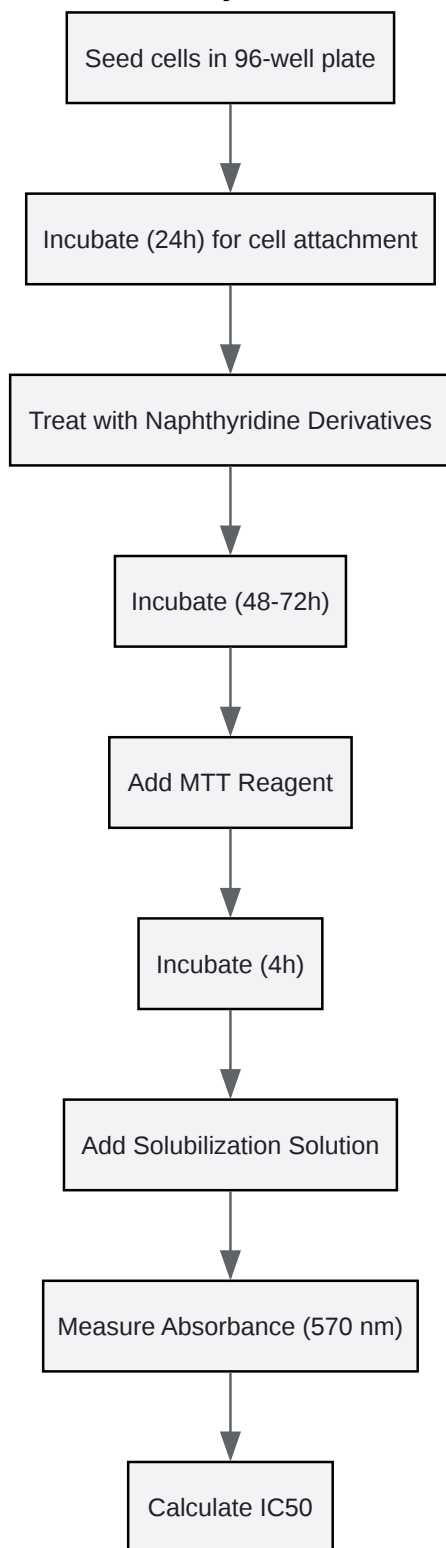 Seed cells in 96-well plate
Incubate (24h) for cell attachment
Treat with Naphthyridine Derivatives
Incubate (48-72h)
Add MTT Reagent
Incubate (4h)
Add Solubilization Solution
Measure Absorbance (570 nm)
Calculate IC50